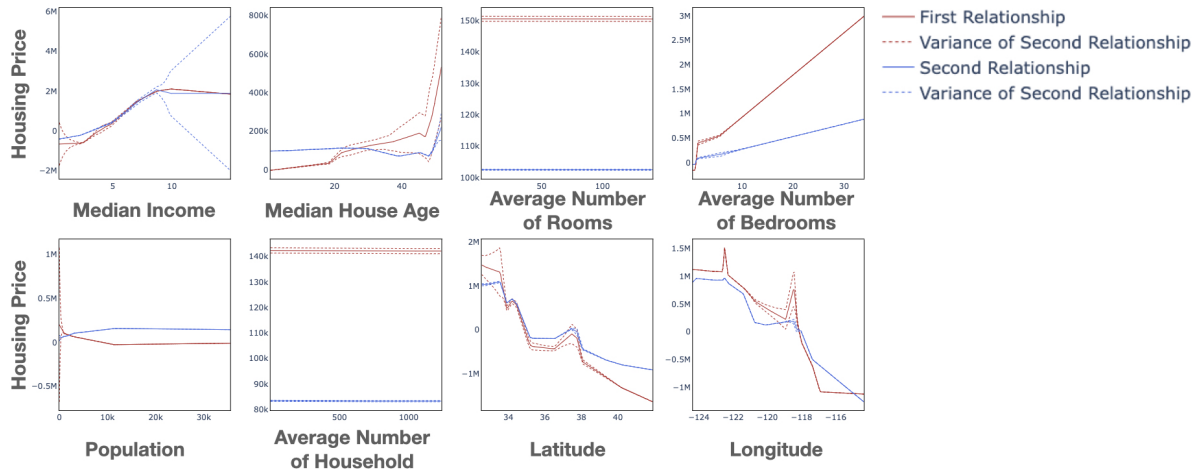 Housing Price
6M
4M
2M
0
−2M
5
10
Median Income
800k
600k
400k
200k
0
20
40
Median House Age
150k
140k
130k
120k
110k
100k
50
100
Average Number
of Rooms
3M
2.5M
2M
1.5M
1M
0.5M
0
0
10
20
30
Average Number
of Bedrooms
First Relationship
Variance of Second Relationship
Second Relationship
Variance of Second Relationship
Housing Price
1M
0.5M
0
−0.5M
0
10k
20k
30k
Population
140k
130k
120k
110k
100k
90k
80k
500
1000
Average Number
of Household
2M
1M
0
−1M
34
36
38
40
Latitude
1.5M
1M
0.5M
0
−0.5M
−1M
−124
−122
−120
−118
−116
Longitude